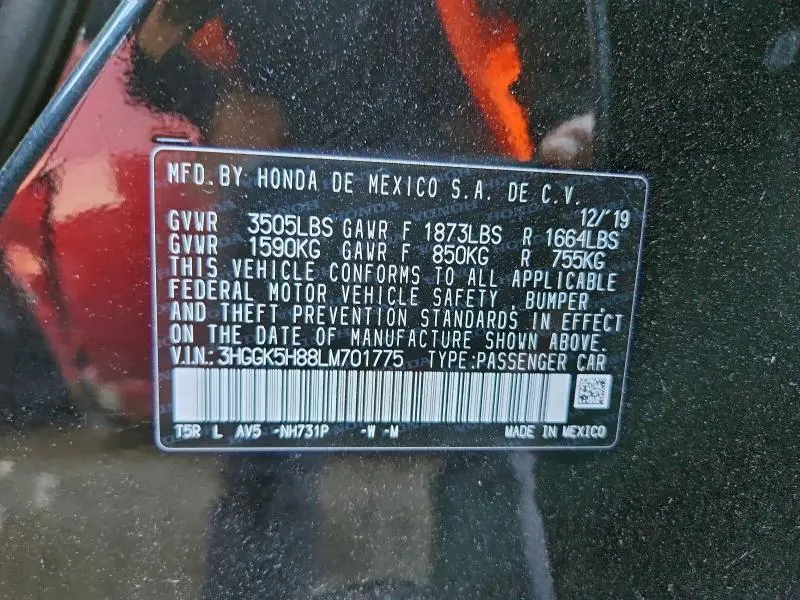 MFD. BY HONDA DE MEXICO S.A. DE C.V.
12/'19
GVWR 3505LBS GAWR F 1873LBS R 1664LBS
GVWR 1590KG GAWR F 850KG R 755KG
THIS VEHICLE CONFORMS TO ALL APPLICABLE
FEDERAL MOTOR VEHICLE SAFETY, BUMPER,
AND THEFT PREVENTION STANDARDS IN EFFECT
ON THE DATE OF MANUFACTURE SHOWN ABOVE.
V.I.N: 3HGGK5H88LM701775 TYPE:PASSENGER CAR
T5R L AV5 -NH731P -W -M MADE IN MEXICO